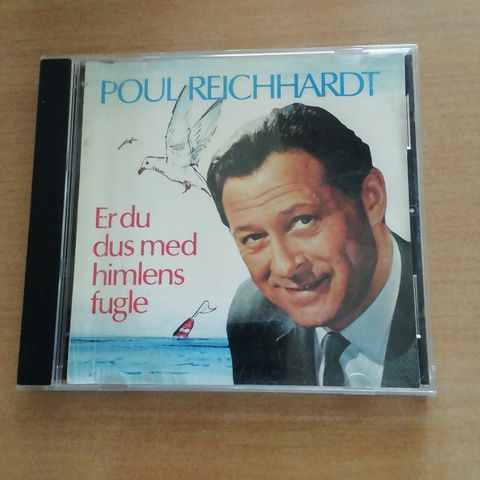 POUL REICHHARDT
Er du
dus med
himlens
fugle